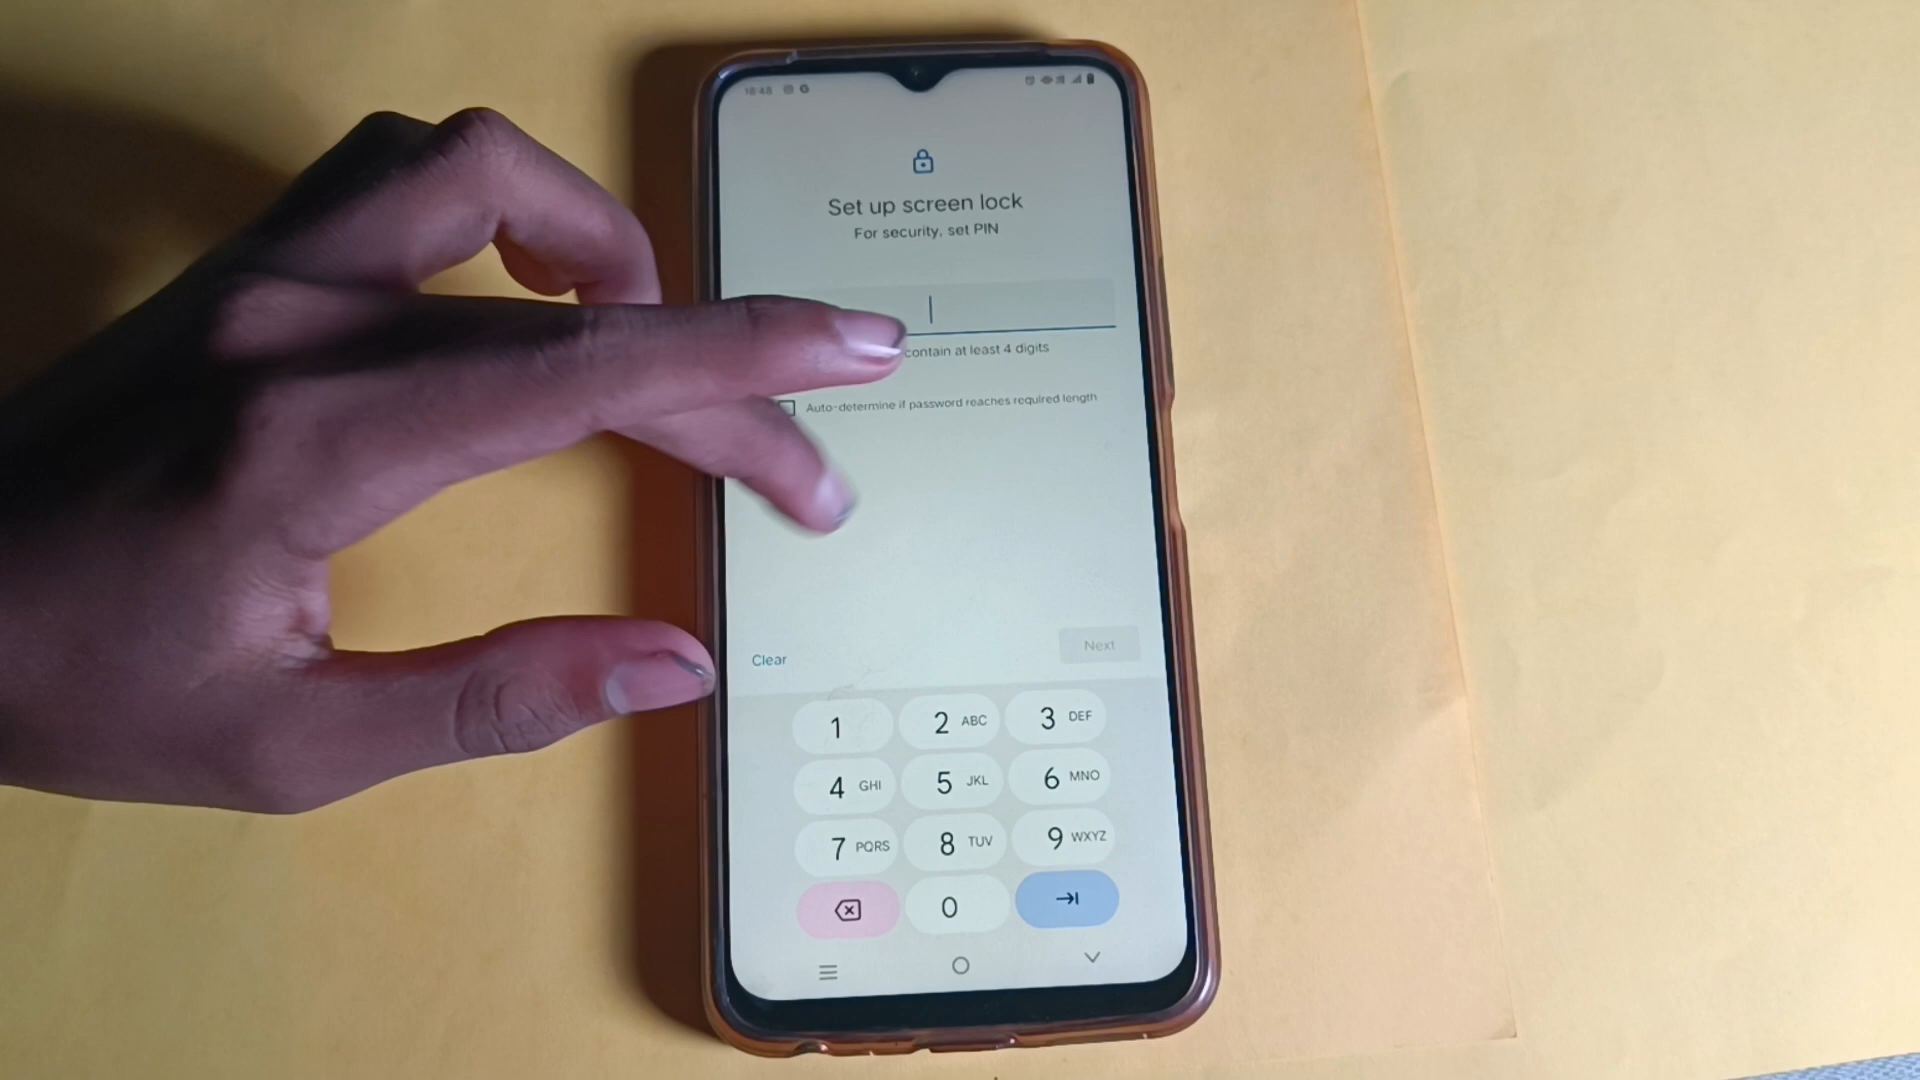 18:48
Set up screen lock
For security, set PIN
contain at least 4 digits
Auto-determine if password reaches required length
Clear
Next
1
2 ABC
3 DEF
4 GHI
5 JKL
6 MNO
7 PQRS
8 TUV
9 WXYZ
0